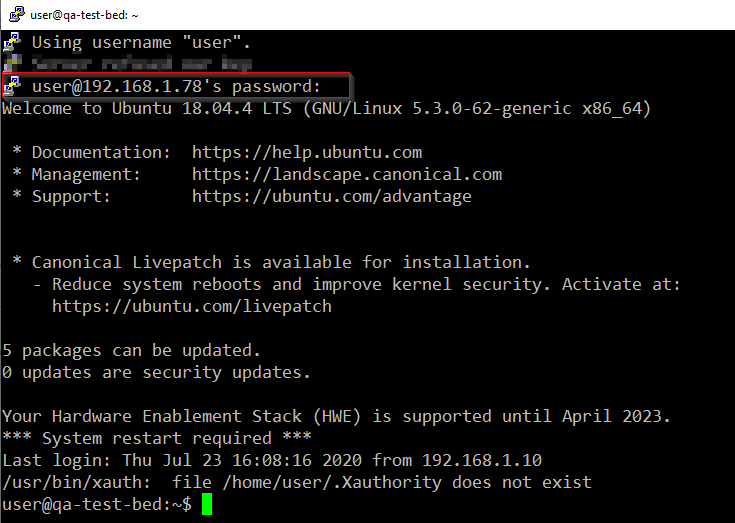 user@qa-test-bed: ~
Using username "user".
user@192.168.1.78's password:
Welcome to Ubuntu 18.04.4 LTS (GNU/Linux 5.3.0-62-generic x86_64)
* Documentation: https://help.ubuntu.com
* Management: https://landscape.canonical.com
* Support: https://ubuntu.com/advantage
* Canonical Livepatch is available for installation.
- Reduce system reboots and improve kernel security. Activate at:
https://ubuntu.com/livepatch
5 packages can be updated.
0 updates are security updates.
Your Hardware Enablement Stack (HWE) is supported until April 2023.
*** System restart required ***
Last login: Thu Jul 23 16:08:16 2020 from 192.168.1.10
/usr/bin/xauth:  file /home/user/.Xauthority does not exist
user@qa-test-bed:~$